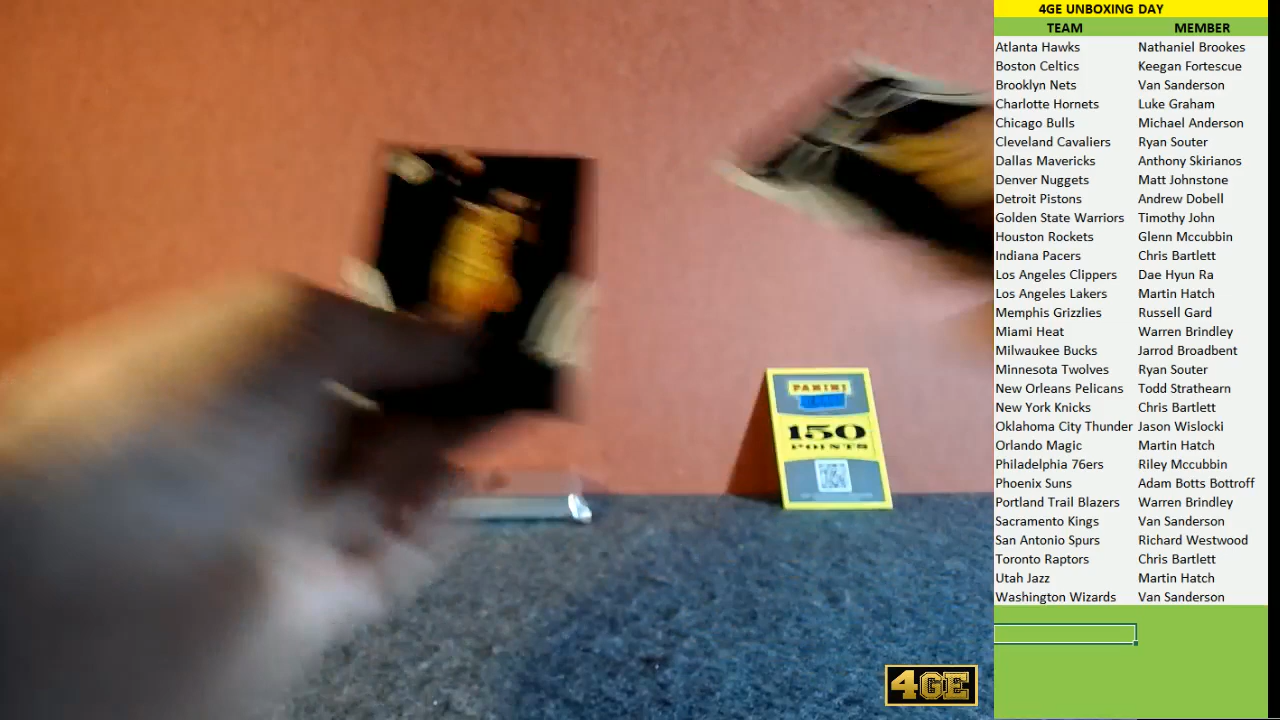 4GE UNBOXING DAY
TEAM MEMBER
Atlanta Hawks Nathaniel Brookes
Boston Celtics Keegan Fortescue
Brooklyn Nets Van Sanderson
Charlotte Hornets Luke Graham
Chicago Bulls Michael Anderson
Cleveland Cavaliers Ryan Souter
Dallas Mavericks Anthony Skirianos
Denver Nuggets Matt Johnstone
Detroit Pistons Andrew Dobell
Golden State Warriors Timothy John
Houston Rockets Glenn Mccubbin
Indiana Pacers Chris Bartlett
Los Angeles Clippers Dae Hyun Ra
Los Angeles Lakers Martin Hatch
Memphis Grizzlies Russell Gard
Miami Heat Warren Brindley
Milwaukee Bucks Jarrod Broadbent
Minnesota Twolves Ryan Souter
New Orleans Pelicans Todd Strathearn
New York Knicks Chris Bartlett
Oklahoma City Thunder Jason Wislocki
Orlando Magic Martin Hatch
Philadelphia 76ers Riley Mccubbin
Phoenix Suns Adam Botts Bottroff
Portland Trail Blazers Warren Brindley
Sacramento Kings Van Sanderson
San Antonio Spurs Richard Westwood
Toronto Raptors Chris Bartlett
Utah Jazz Martin Hatch
Washington Wizards Van Sanderson
PANINI
150
POINTS
4GE